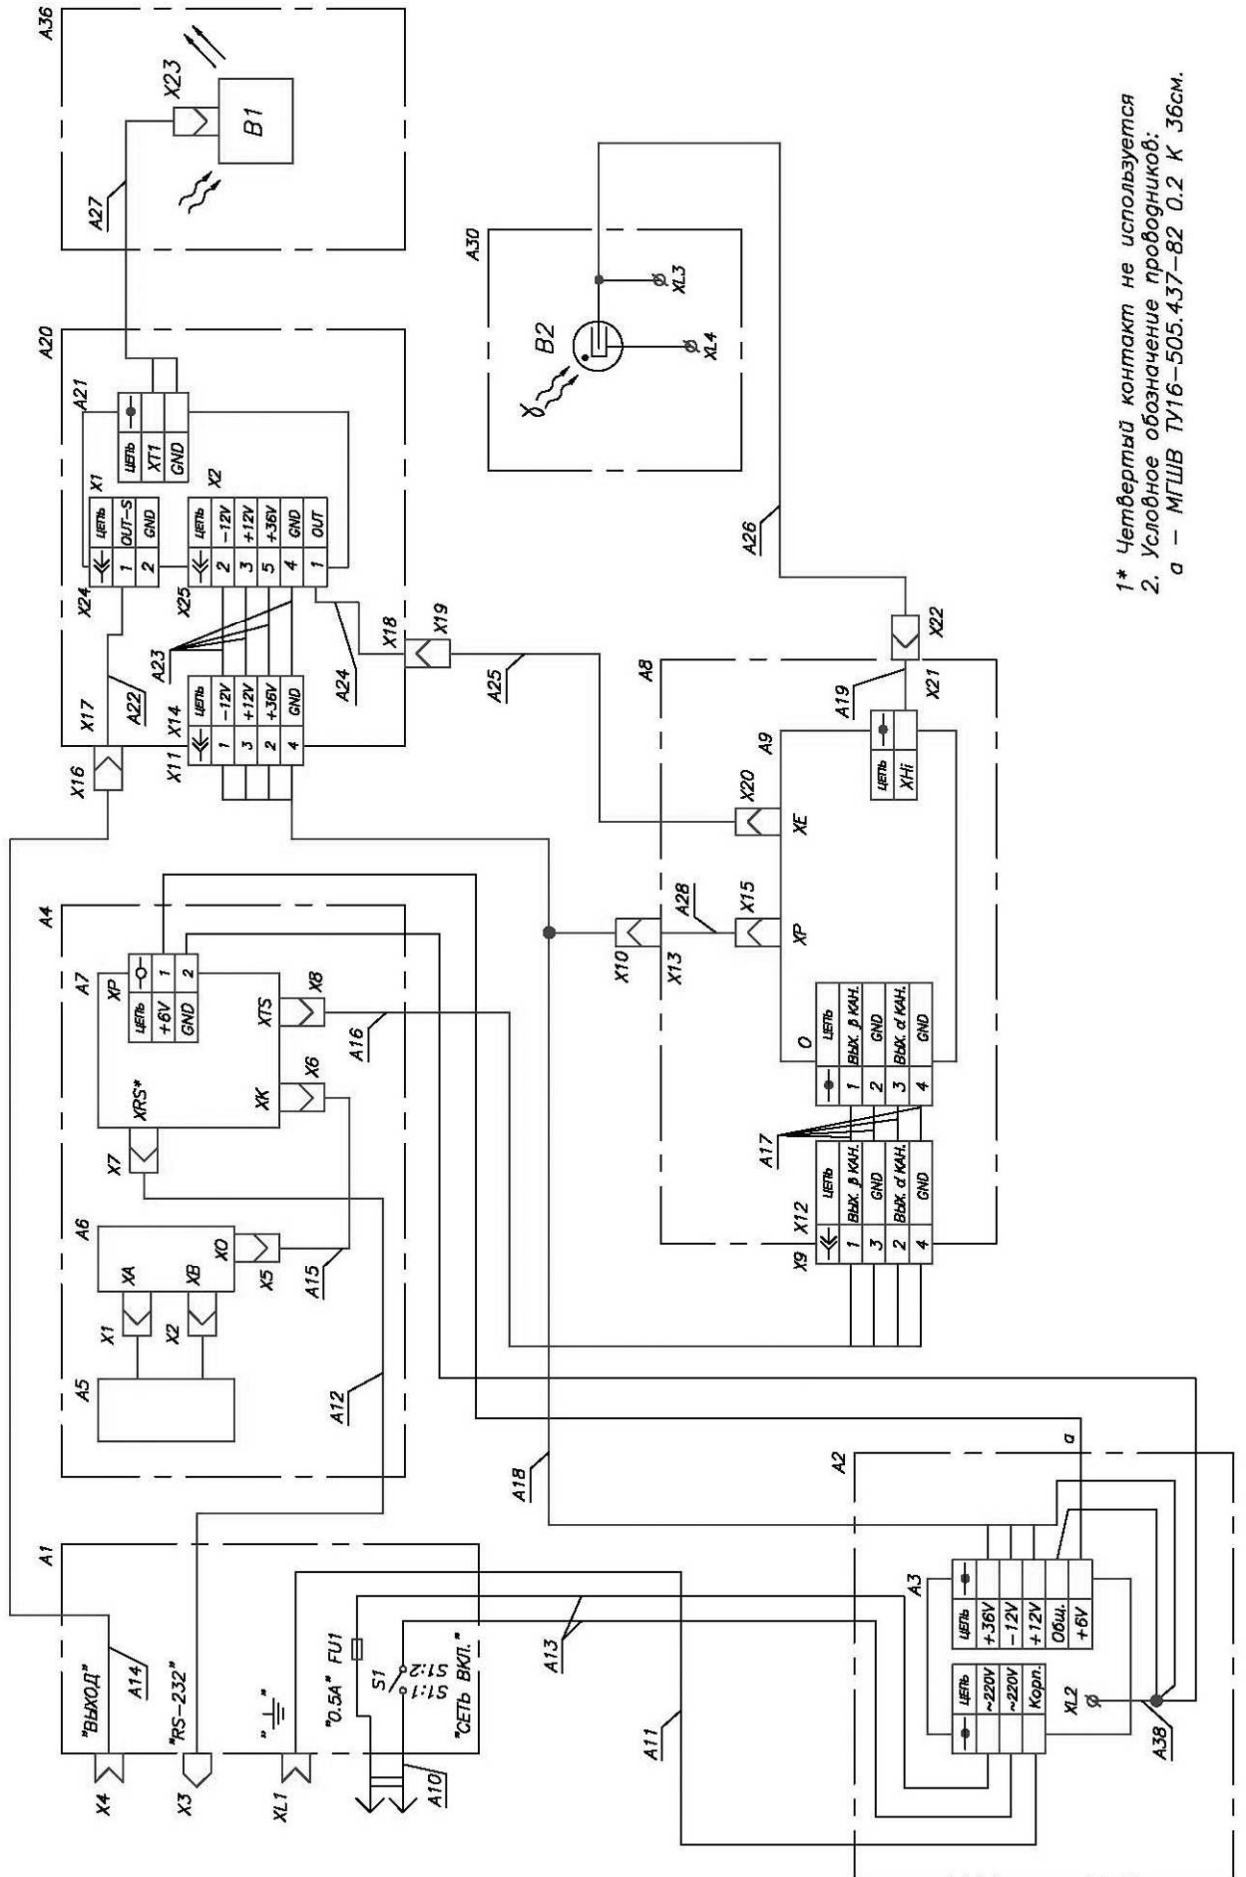 A36
X23
B1
A27
A20
A21
цепь
XT1
GND
X1
X24
цепь
1 OUT-S
2 GND
X2
X25
цепь
2 -12V
3 +12V
5 +36V
4 GND
1 OUT
A23
A24
X18
X19
A22
X17
X16
X14
X11
цепь
1 -12V
3 +12V
2 +36V
4 GND
A25
A30
B2
γ
XL3
XL4
A26
A4
A7
XP
цепь
+6V 1
GND 2
XRS*
XTS
X8
XK
X6
A16
X7
A6
XA
XB
XO
X1
X2
X5
A15
A5
A12
A8
A19
X22
X21
A9
цепь
XHi
X20
XE
A28
X15
XP
X10
X13
O
цепь
1 ВЫХ. β КАН.
2 GND
3 ВЫХ. α КАН.
4 GND
A17
X12
X9
цепь
1 ВЫХ. β КАН.
3 GND
2 ВЫХ. α КАН.
4 GND
A18
A1
"ВЫХОД"
A14
X4
"RS-232"
X3
" "
XL1
"0.5А" FU1
S1
S1:1 S1:2
"СЕТЬ ВКЛ."
A10
A13
A11
A2
а
A3
цепь
+36V
-12V
+12V
Общ.
+6V
цепь
~220V
~220V
Корп.
XL2
A38
1* Четвертый контакт не используется
2. Условное обозначение проводников:
а – МГШВ ТУ16-505.437-82 0.2 К 36см.